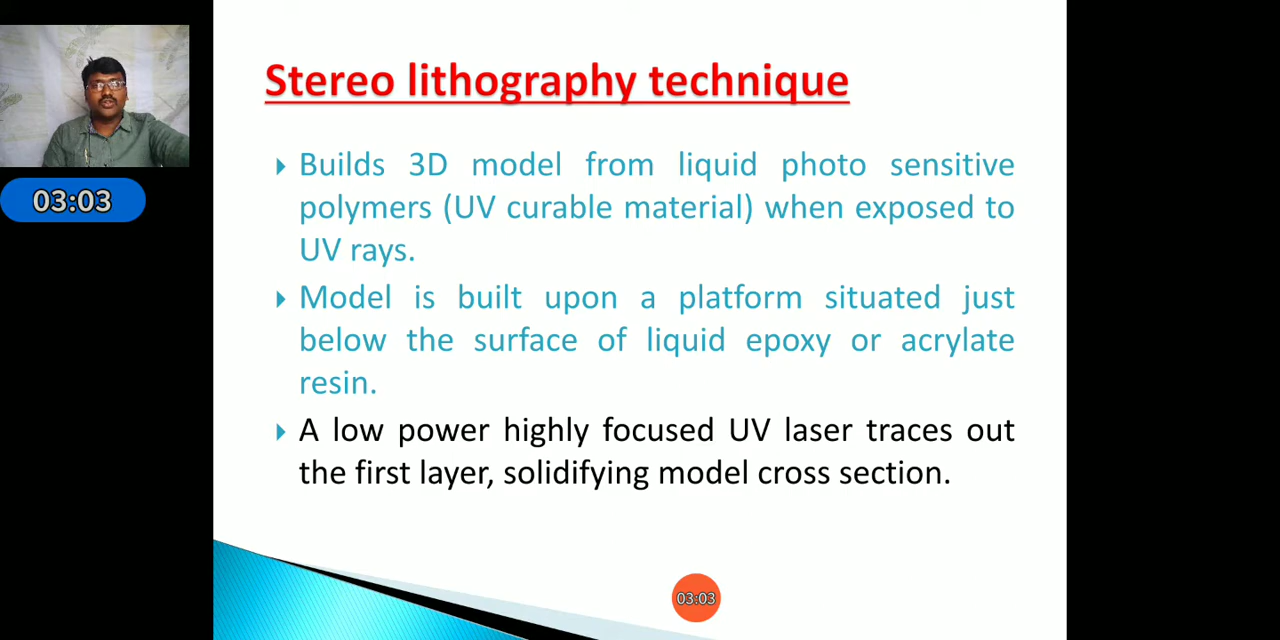 Stereo lithography technique
03:03
Builds 3D model from liquid photo sensitive
polymers (UV curable material) when exposed to
UV rays.
Model is built upon a platform situated just
below the surface of liquid epoxy or acrylate
resin.
A low power highly focused UV laser traces out
the first layer, solidifying model cross section.
03:03